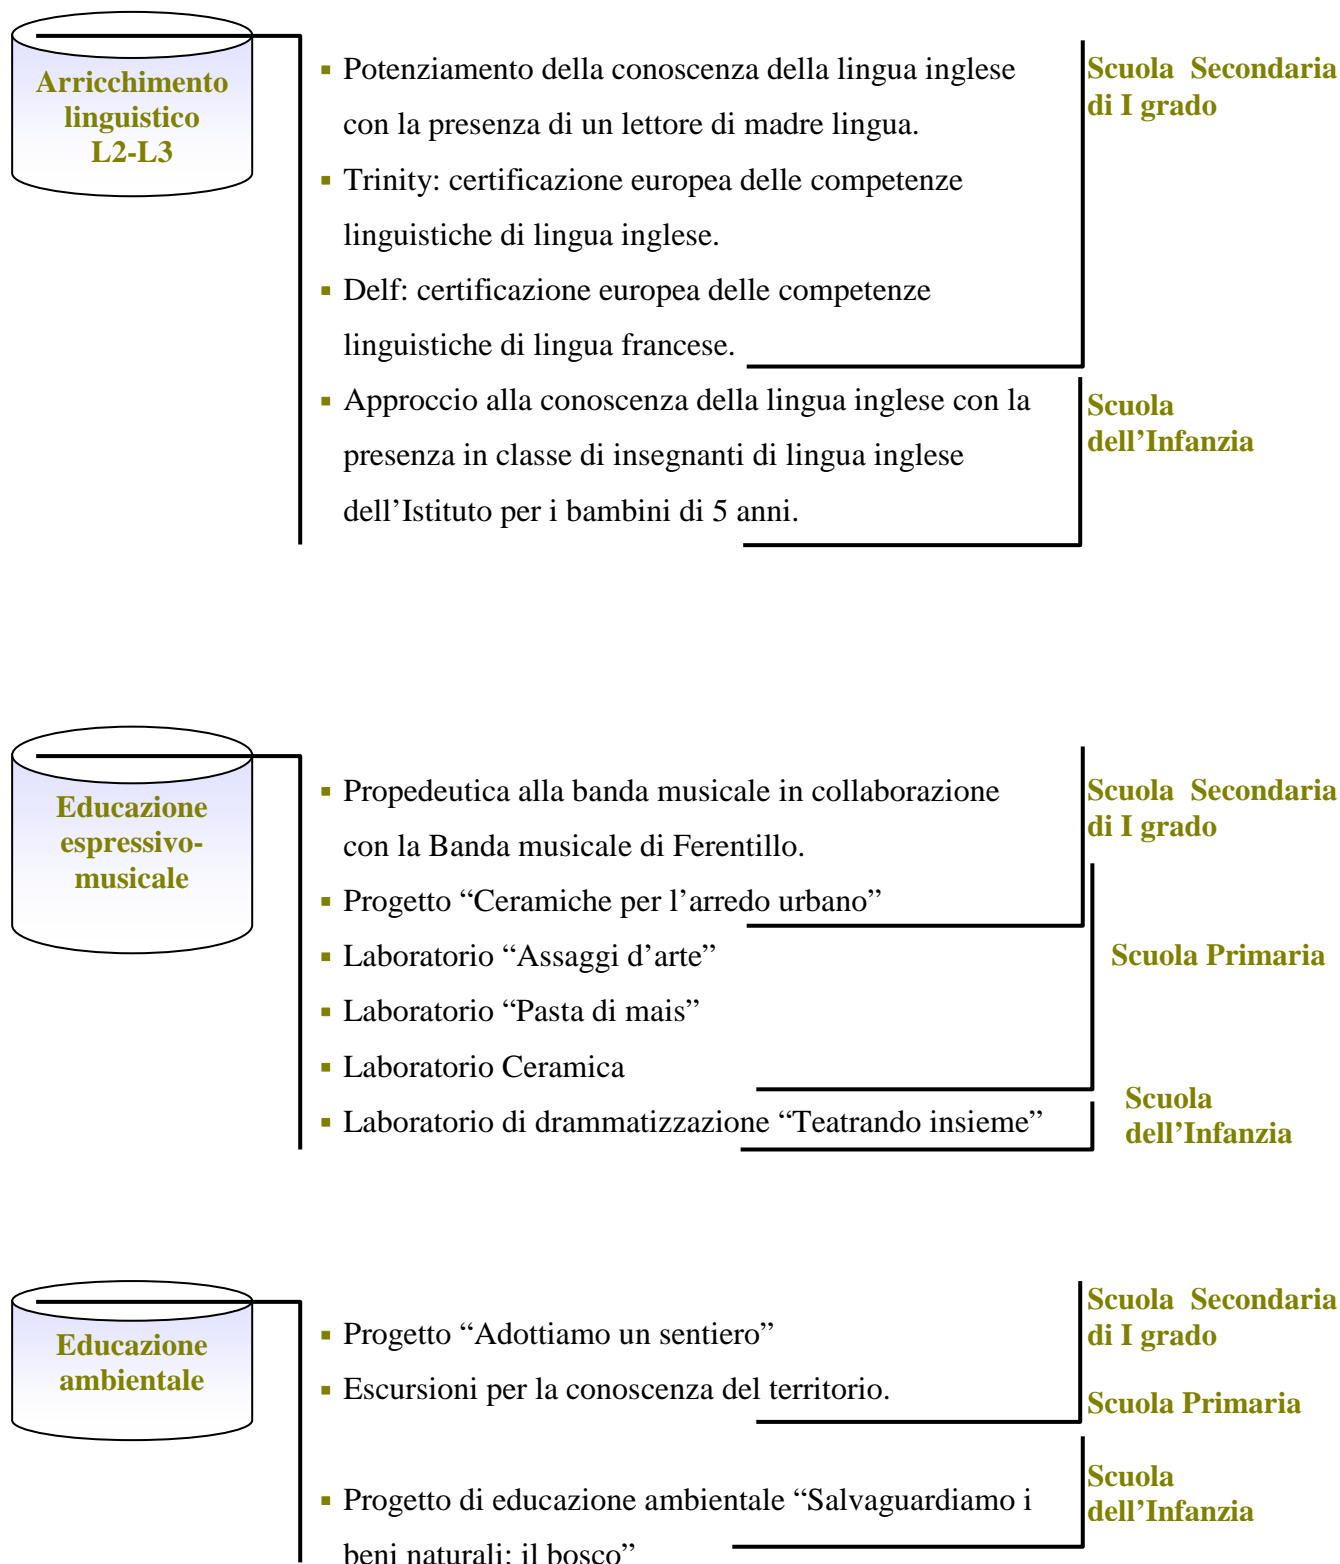 Arricchimento
linguistico
L2-L3
▪ Potenziamento della conoscenza della lingua inglese
con la presenza di un lettore di madre lingua.
▪ Trinity: certificazione europea delle competenze
linguistiche di lingua inglese.
▪ Delf: certificazione europea delle competenze
linguistiche di lingua francese.
Scuola Secondaria
di I grado
▪ Approccio alla conoscenza della lingua inglese con la
presenza in classe di insegnanti di lingua inglese
dell’Istituto per i bambini di 5 anni.
Scuola
dell’Infanzia
Educazione
espressivo-
musicale
▪ Propedeutica alla banda musicale in collaborazione
con la Banda musicale di Ferentillo.
▪ Progetto “Ceramiche per l’arredo urbano”
Scuola Secondaria
di I grado
▪ Laboratorio “Assaggi d’arte”
▪ Laboratorio “Pasta di mais”
▪ Laboratorio Ceramica
Scuola Primaria
▪ Laboratorio di drammatizzazione “Teatrando insieme”
Scuola
dell’Infanzia
Educazione
ambientale
▪ Progetto “Adottiamo un sentiero”
▪ Escursioni per la conoscenza del territorio.
Scuola Secondaria
di I grado
Scuola Primaria
▪ Progetto di educazione ambientale “Salvaguardiamo i
beni naturali: il bosco”
Scuola
dell’Infanzia